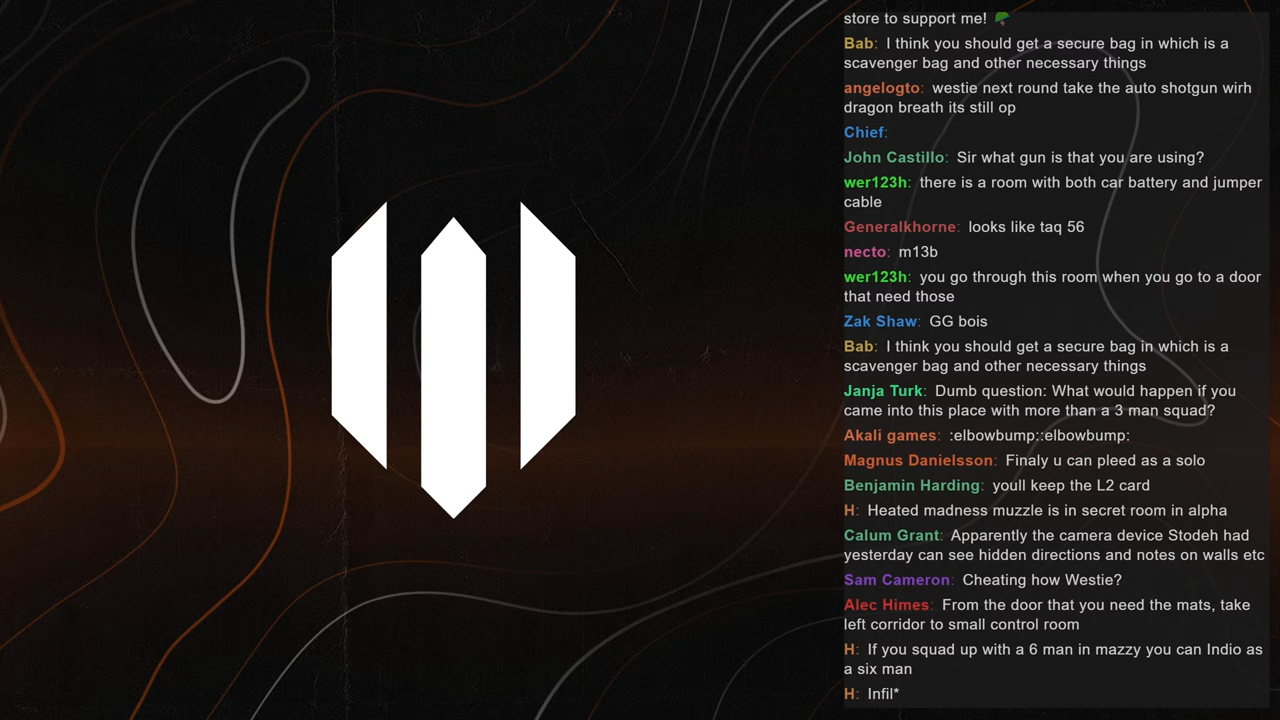 store to support me!
Bab: I think you should get a secure bag in which is a
scavenger bag and other necessary things
angelogto: westie next round take the auto shotgun wirh
dragon breath its still op
Chief:
John Castillo: Sir what gun is that you are using?
wer123h: there is a room with both car battery and jumper
cable
Generalkhorne: looks like taq 56
necto: m13b
wer123h: you go through this room when you go to a door
that need those
Zak Shaw: GG bois
Bab: I think you should get a secure bag in which is a
scavenger bag and other necessary things
Janja Turk: Dumb question: What would happen if you
came into this place with more than a 3 man squad?
Akali games: :elbowbump::elbowbump:
Magnus Danielsson: Finaly u can pleed as a solo
Benjamin Harding: youll keep the L2 card
H: Heated madness muzzle is in secret room in alpha
Calum Grant: Apparently the camera device Stodeh had
yesterday can see hidden directions and notes on walls etc
Sam Cameron: Cheating how Westie?
Alec Himes: From the door that you need the mats, take
left corridor to small control room
H: If you squad up with a 6 man in mazzy you can Indio as
a six man
H: Infil*